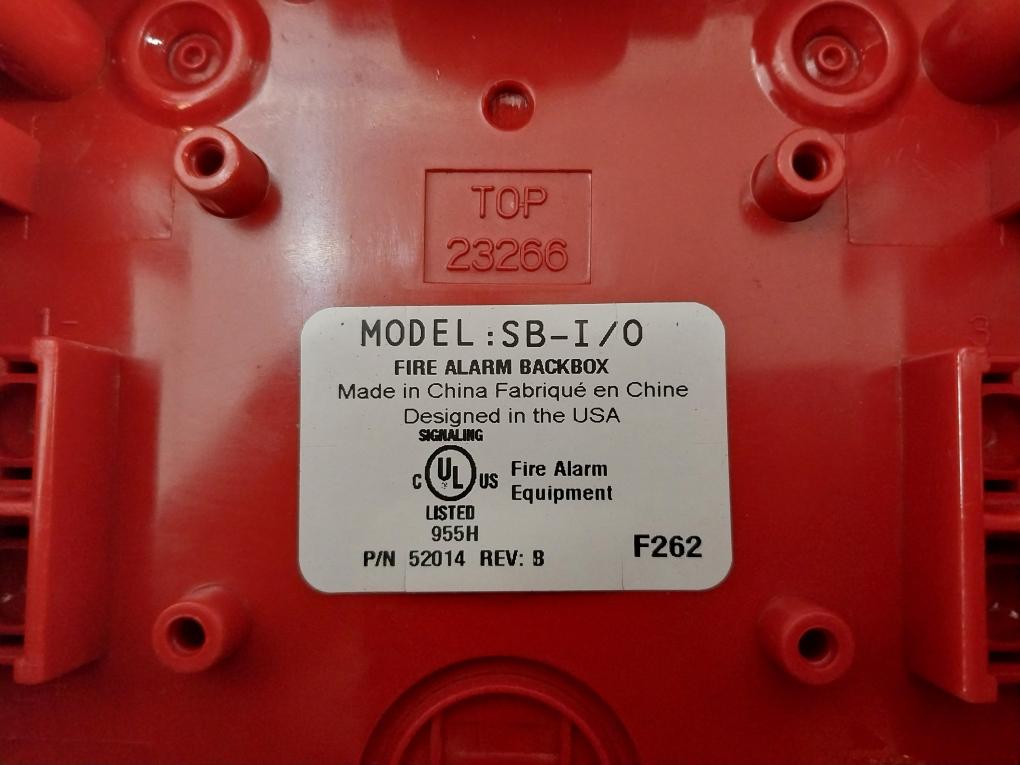 TOP
23266
MODEL:SB-I/O
FIRE ALARM BACKBOX
Made in China Fabriqué en Chine
Designed in the USA
SIGNALING
C UL US
Fire Alarm
Equipment
LISTED
955H
P/N 52014 REV: B
F262
3